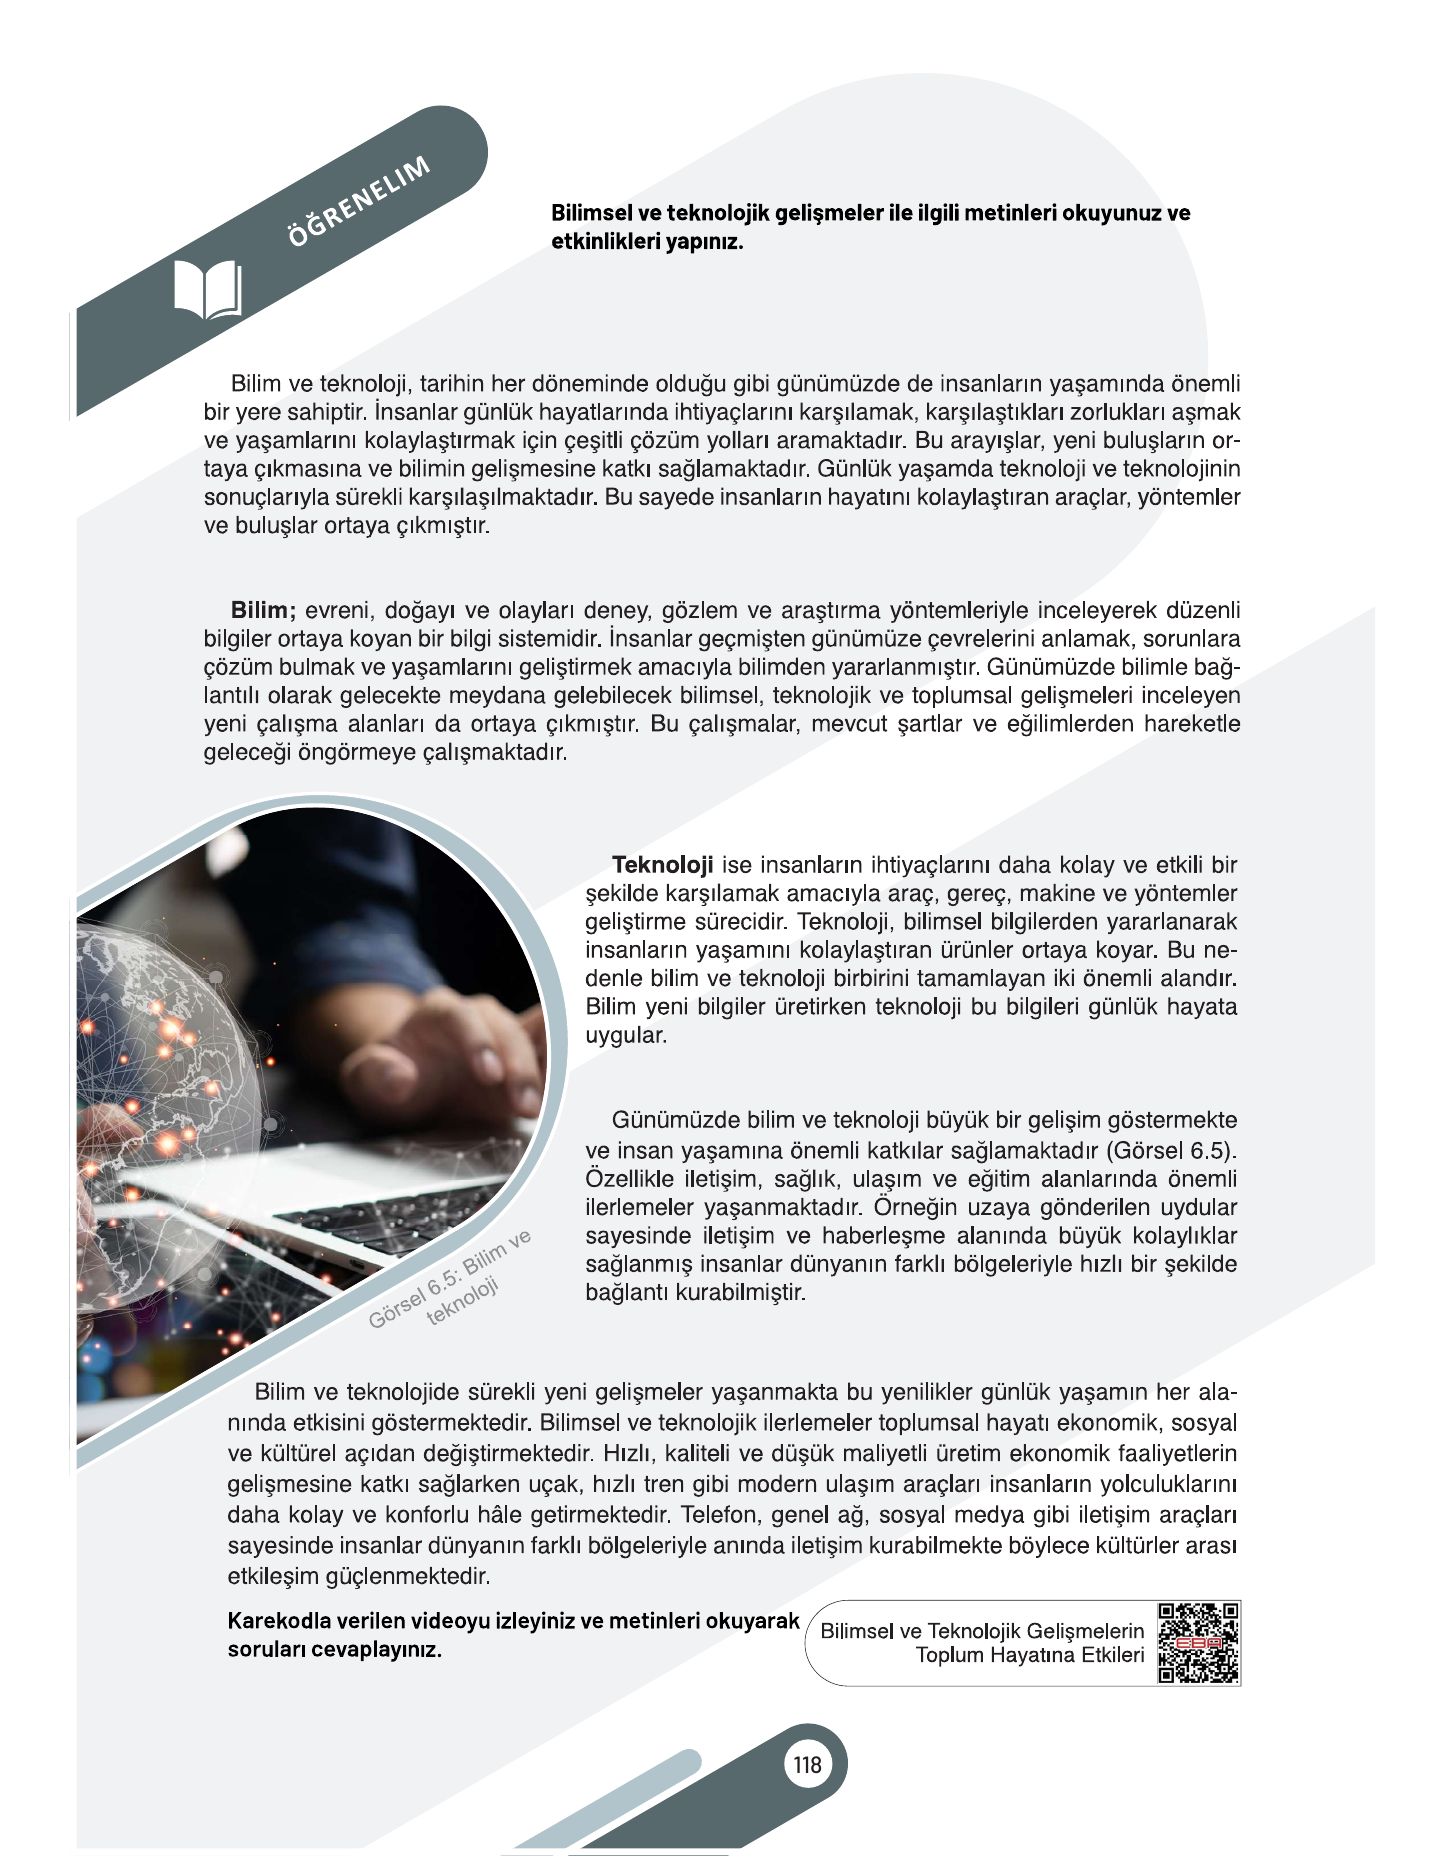 ÖĞRENELIM
Bilimsel ve teknolojik gelişmeler ile ilgili metinleri okuyunuz ve
etkinlikleri yapınız.
Bilim ve teknoloji, tarihin her döneminde olduğu gibi günümüzde de insanların yaşamında önemli
bir yere sahiptir. İnsanlar günlük hayatlarında ihtiyaçlarını karşılamak, karşılaştıkları zorlukları aşmak
ve yaşamlarını kolaylaştırmak için çeşitli çözüm yolları aramaktadır. Bu arayışlar, yeni buluşların or-
taya çıkmasına ve bilimin gelişmesine katkı sağlamaktadır. Günlük yaşamda teknoloji ve teknolojinin
sonuçlarıyla sürekli karşılaşılmaktadır. Bu sayede insanların hayatını kolaylaştıran araçlar, yöntemler
ve buluşlar ortaya çıkmıştır.
Bilim; evreni, doğayı ve olayları deney, gözlem ve araştırma yöntemleriyle inceleyerek düzenli
bilgiler ortaya koyan bir bilgi sistemidir. İnsanlar geçmişten günümüze çevrelerini anlamak, sorunlara
çözüm bulmak ve yaşamlarını geliştirmek amacıyla bilimden yararlanmıştır. Günümüzde bilimle bağ-
lantılı olarak gelecekte meydana gelebilecek bilimsel, teknolojik ve toplumsal gelişmeleri inceleyen
yeni çalışma alanları da ortaya çıkmıştır. Bu çalışmalar, mevcut şartlar ve eğilimlerden hareketle
geleceği öngörmeye çalışmaktadır.
Teknoloji ise insanların ihtiyaçlarını daha kolay ve etkili bir
şekilde karşılamak amacıyla araç, gereç, makine ve yöntemler
geliştirme sürecidir. Teknoloji, bilimsel bilgilerden yararlanarak
insanların yaşamını kolaylaştıran ürünler ortaya koyar. Bu ne-
denle bilim ve teknoloji birbirini tamamlayan iki önemli alandır.
Bilim yeni bilgiler üretirken teknoloji bu bilgileri günlük hayata
uygular.
Günümüzde bilim ve teknoloji büyük bir gelişim göstermekte
ve insan yaşamına önemli katkılar sağlamaktadır (Görsel 6.5).
Özellikle iletişim, sağlık, ulaşım ve eğitim alanlarında önemli
ilerlemeler yaşanmaktadır. Örneğin uzaya gönderilen uydular
sayesinde iletişim ve haberleşme alanında büyük kolaylıklar
sağlanmış insanlar dünyanın farklı bölgeleriyle hızlı bir şekilde
bağlantı kurabilmiştir.
Görsel 6.5: Bilim ve
teknoloji
Bilim ve teknolojide sürekli yeni gelişmeler yaşanmakta bu yenilikler günlük yaşamın her ala-
nında etkisini göstermektedir. Bilimsel ve teknolojik ilerlemeler toplumsal hayatı ekonomik, sosyal
ve kültürel açıdan değiştirmektedir. Hızlı, kaliteli ve düşük maliyetli üretim ekonomik faaliyetlerin
gelişmesine katkı sağlarken uçak, hızlı tren gibi modern ulaşım araçları insanların yolculuklarını
daha kolay ve konforlu hâle getirmektedir. Telefon, genel ağ, sosyal medya gibi iletişim araçları
sayesinde insanlar dünyanın farklı bölgeleriyle anında iletişim kurabilmekte böylece kültürler arası
etkileşim güçlenmektedir.
Karekodla verilen videoyu izleyiniz ve metinleri okuyarak
soruları cevaplayınız.
Bilimsel ve Teknolojik Gelişmelerin
Toplum Hayatına Etkileri
EBA
118